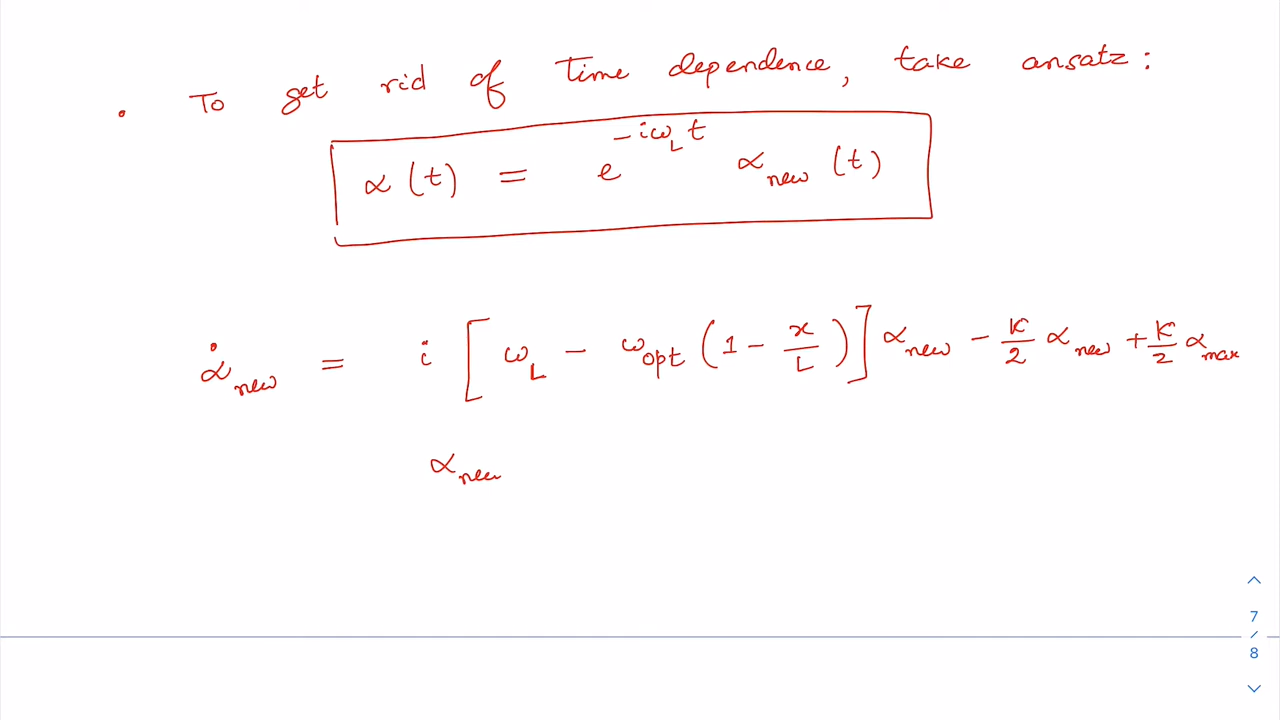 • To get rid of Time dependence, take ansatz:
α(t) = e^{-iω_L t} α_new (t)
α̇_new = i [ω_L - ω_opt (1 - x/L)] α_new - κ/2 α_new + κ/2 α_max
α_new
7
/
8